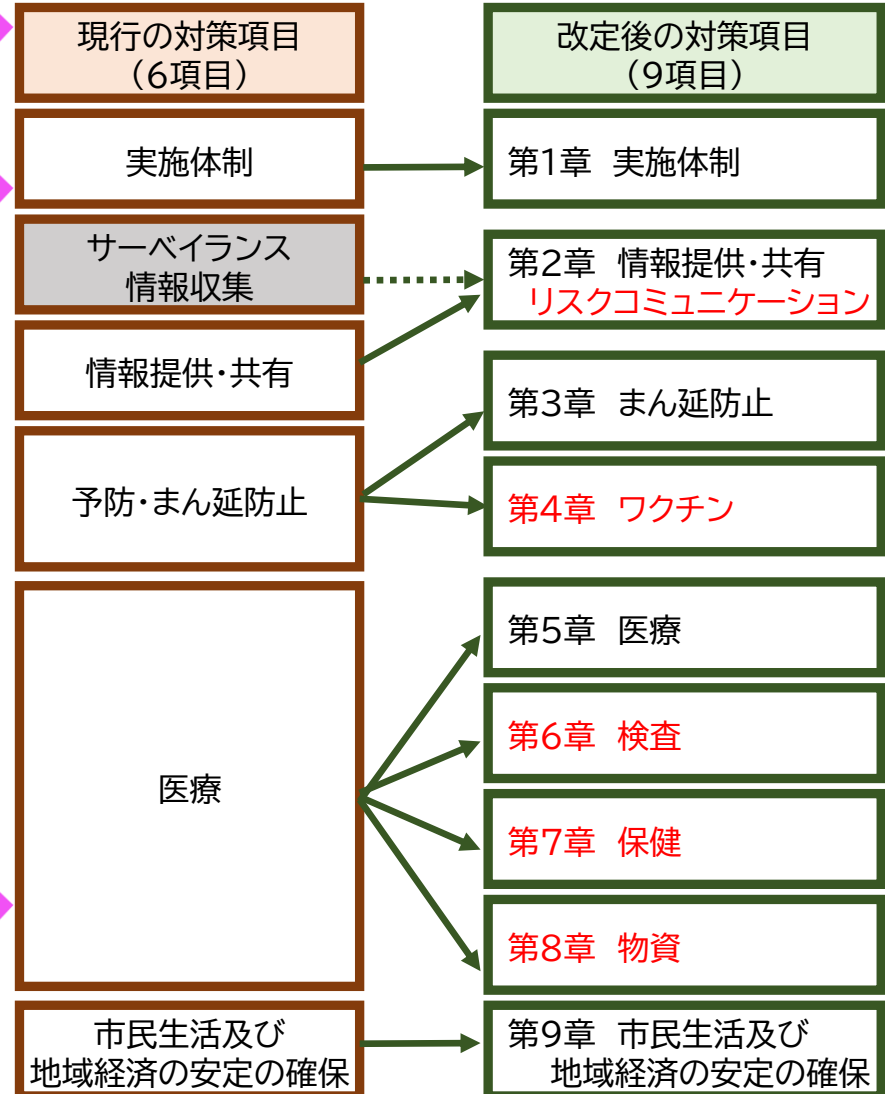 現行の対策項目
（6項目）
改定後の対策項目
（9項目）
実施体制
第1章 実施体制
サーベイランス
情報収集
第2章 情報提供・共有
リスクコミュニケーション
情報提供・共有
第3章 まん延防止
予防・まん延防止
第4章 ワクチン
医療
第5章 医療
第6章 検査
第7章 保健
第8章 物資
市民生活及び
地域経済の安定の確保
第9章 市民生活及び
地域経済の安定の確保